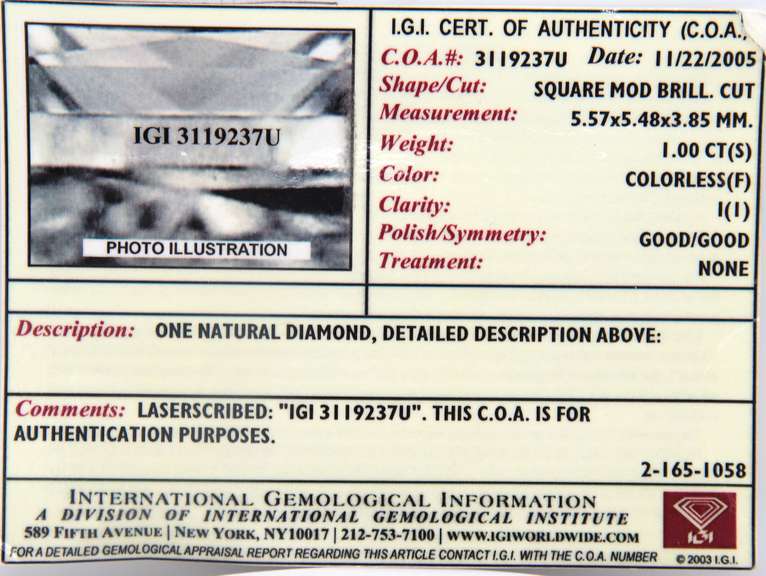 I.G.I. CERT. OF AUTHENTICITY (C.O.A.)
C.O.A.#: 3119237U Date: 11/22/2005
Shape/Cut: SQUARE MOD BRILL. CUT
Measurement: 5.57x5.48x3.85 MM.
Weight: 1.00 CT(S)
Color: COLORLESS(F)
Clarity: I(1)
Polish/Symmetry: GOOD/GOOD
Treatment: NONE
IGI 3119237U
PHOTO ILLUSTRATION
Description: ONE NATURAL DIAMOND, DETAILED DESCRIPTION ABOVE:
Comments: LASERSCRIBED: "IGI 3119237U". THIS C.O.A. IS FOR
AUTHENTICATION PURPOSES.
2-165-1058
INTERNATIONAL GEMOLOGICAL INFORMATION
A DIVISION OF INTERNATIONAL GEMOLOGICAL INSTITUTE
589 FIFTH AVENUE | NEW YORK, NY10017 | 212-753-7100 | WWW.IGIWORLDWIDE.COM
FOR A DETAILED GEMOLOGICAL APPRAISAL REPORT REGARDING THIS ARTICLE CONTACT I.G.I. WITH THE C.O.A. NUMBER
IGI
© 2003 I.G.I.